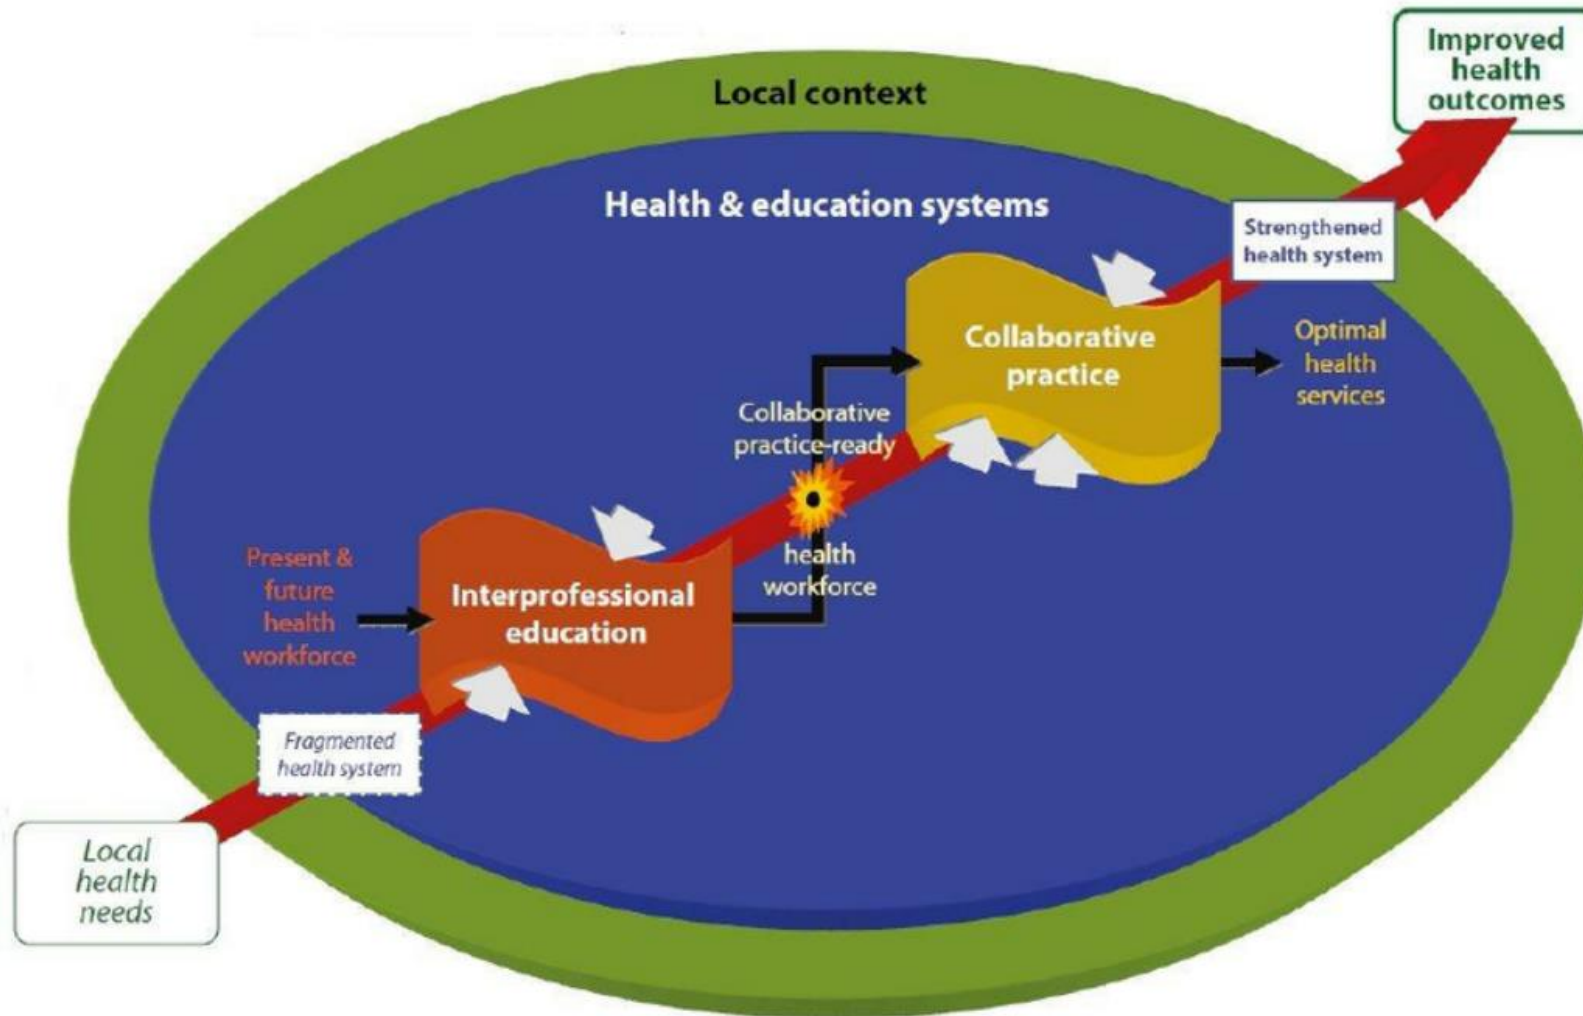 Improved
health
outcomes
Local context
Health & education systems
Strengthened
health system
Collaborative
practice
Optimal
health
services
Collaborative
practice-ready
health
workforce
Present &
future
health
workforce
Interprofessional
education
Fragmented
health system
Local
health
needs